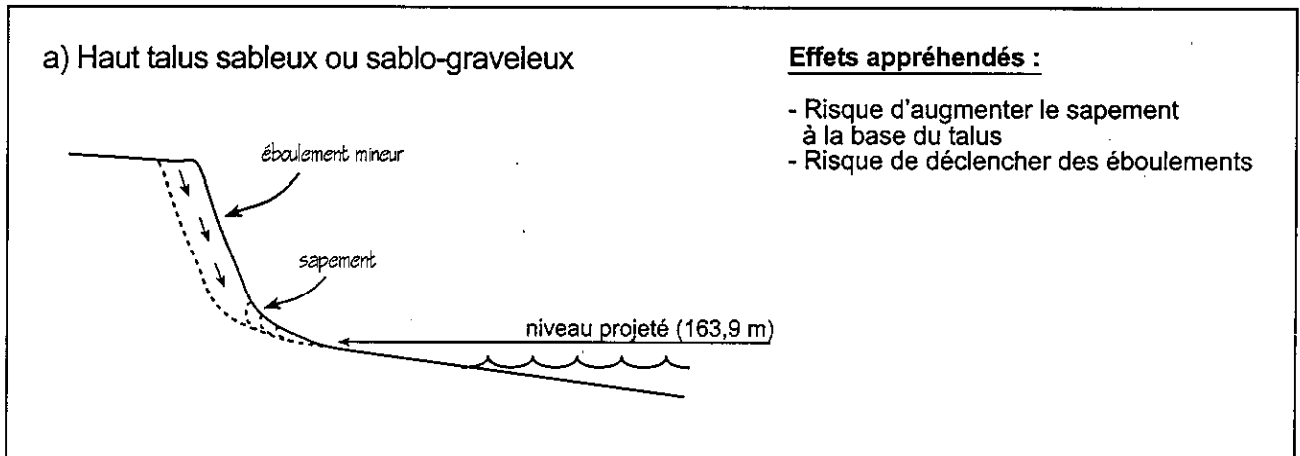 a) Haut talus sableux ou sablo-graveleux
Effets appréhendés :
- Risque d'augmenter le sapement
à la base du talus
- Risque de déclencher des éboulements
éboulement mineur
sapement
niveau projeté (163,9 m)